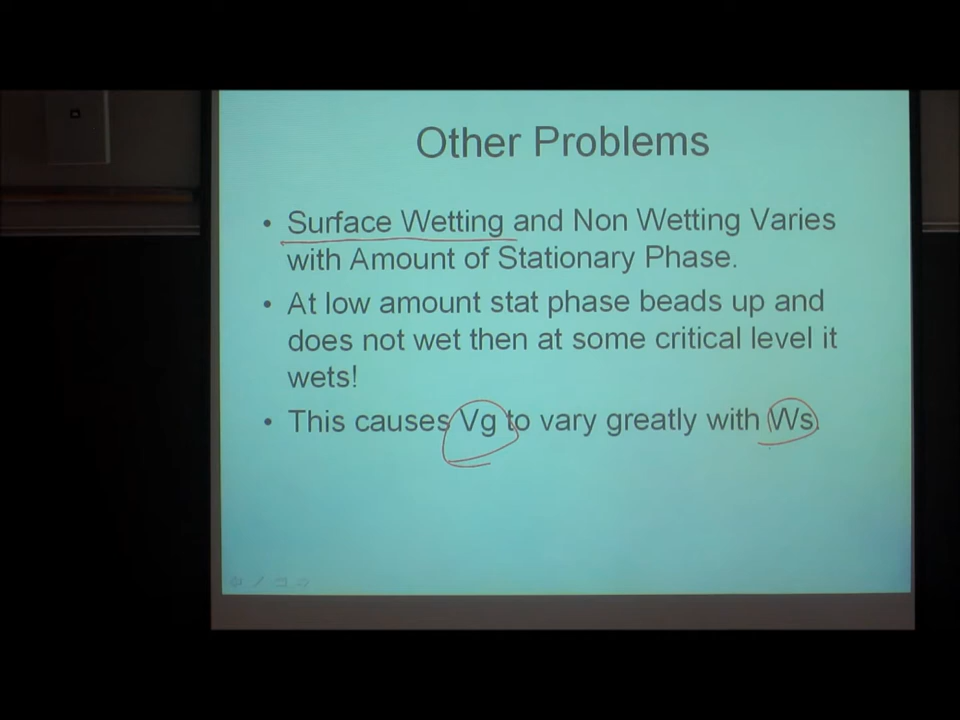 Other Problems
• Surface Wetting and Non Wetting Varies
with Amount of Stationary Phase.
• At low amount stat phase beads up and
does not wet then at some critical level it
wets!
• This causes Vg to vary greatly with Ws.